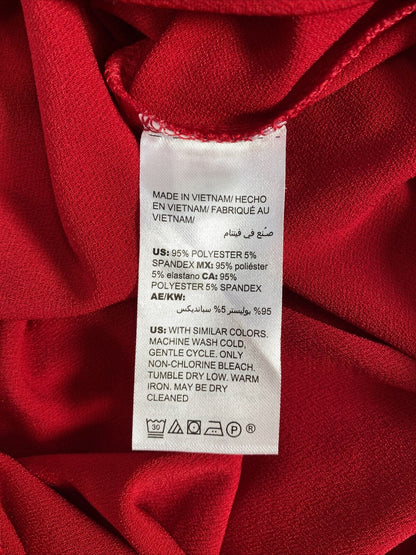 MADE IN VIETNAM/ HECHO
EN VIETNAM/ FABRIQUÉ AU
VIETNAM/
صنع في فيتنام
US: 95% POLYESTER 5%
SPANDEX MX: 95% poliéster
5% elastano CA: 95%
POLYESTER 5% SPANDEX
AE/KW:
95% بوليستر 5% سبانديكس
US: WITH SIMILAR COLORS.
MACHINE WASH COLD,
GENTLE CYCLE. ONLY
NON-CHLORINE BLEACH.
TUMBLE DRY LOW. WARM
IRON. MAY BE DRY
CLEANED
30 P ®